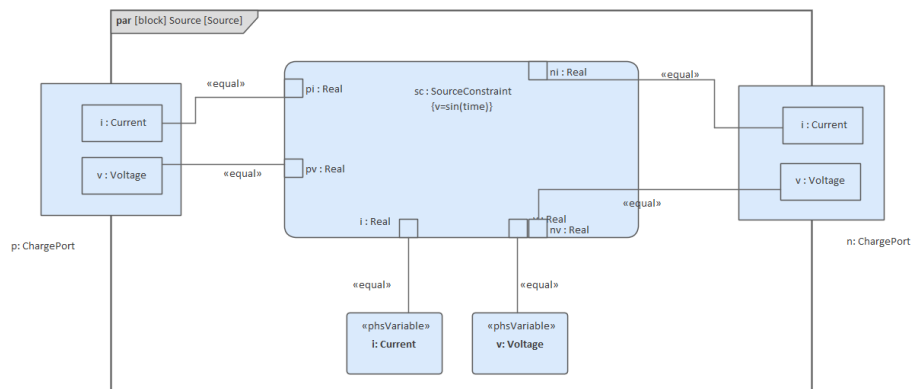 par [block] Source [Source]
«equal»
ni : Real
«equal»
pi : Real
sc : SourceConstraint
{v=sin(time)}
i : Current
i : Current
«equal»
pv : Real
v : Voltage
v : Voltage
«equal»
i : Real
: Real
nv : Real
p: ChargePort
n: ChargePort
«equal»
«equal»
«phsVariable»
i: Current
«phsVariable»
v: Voltage